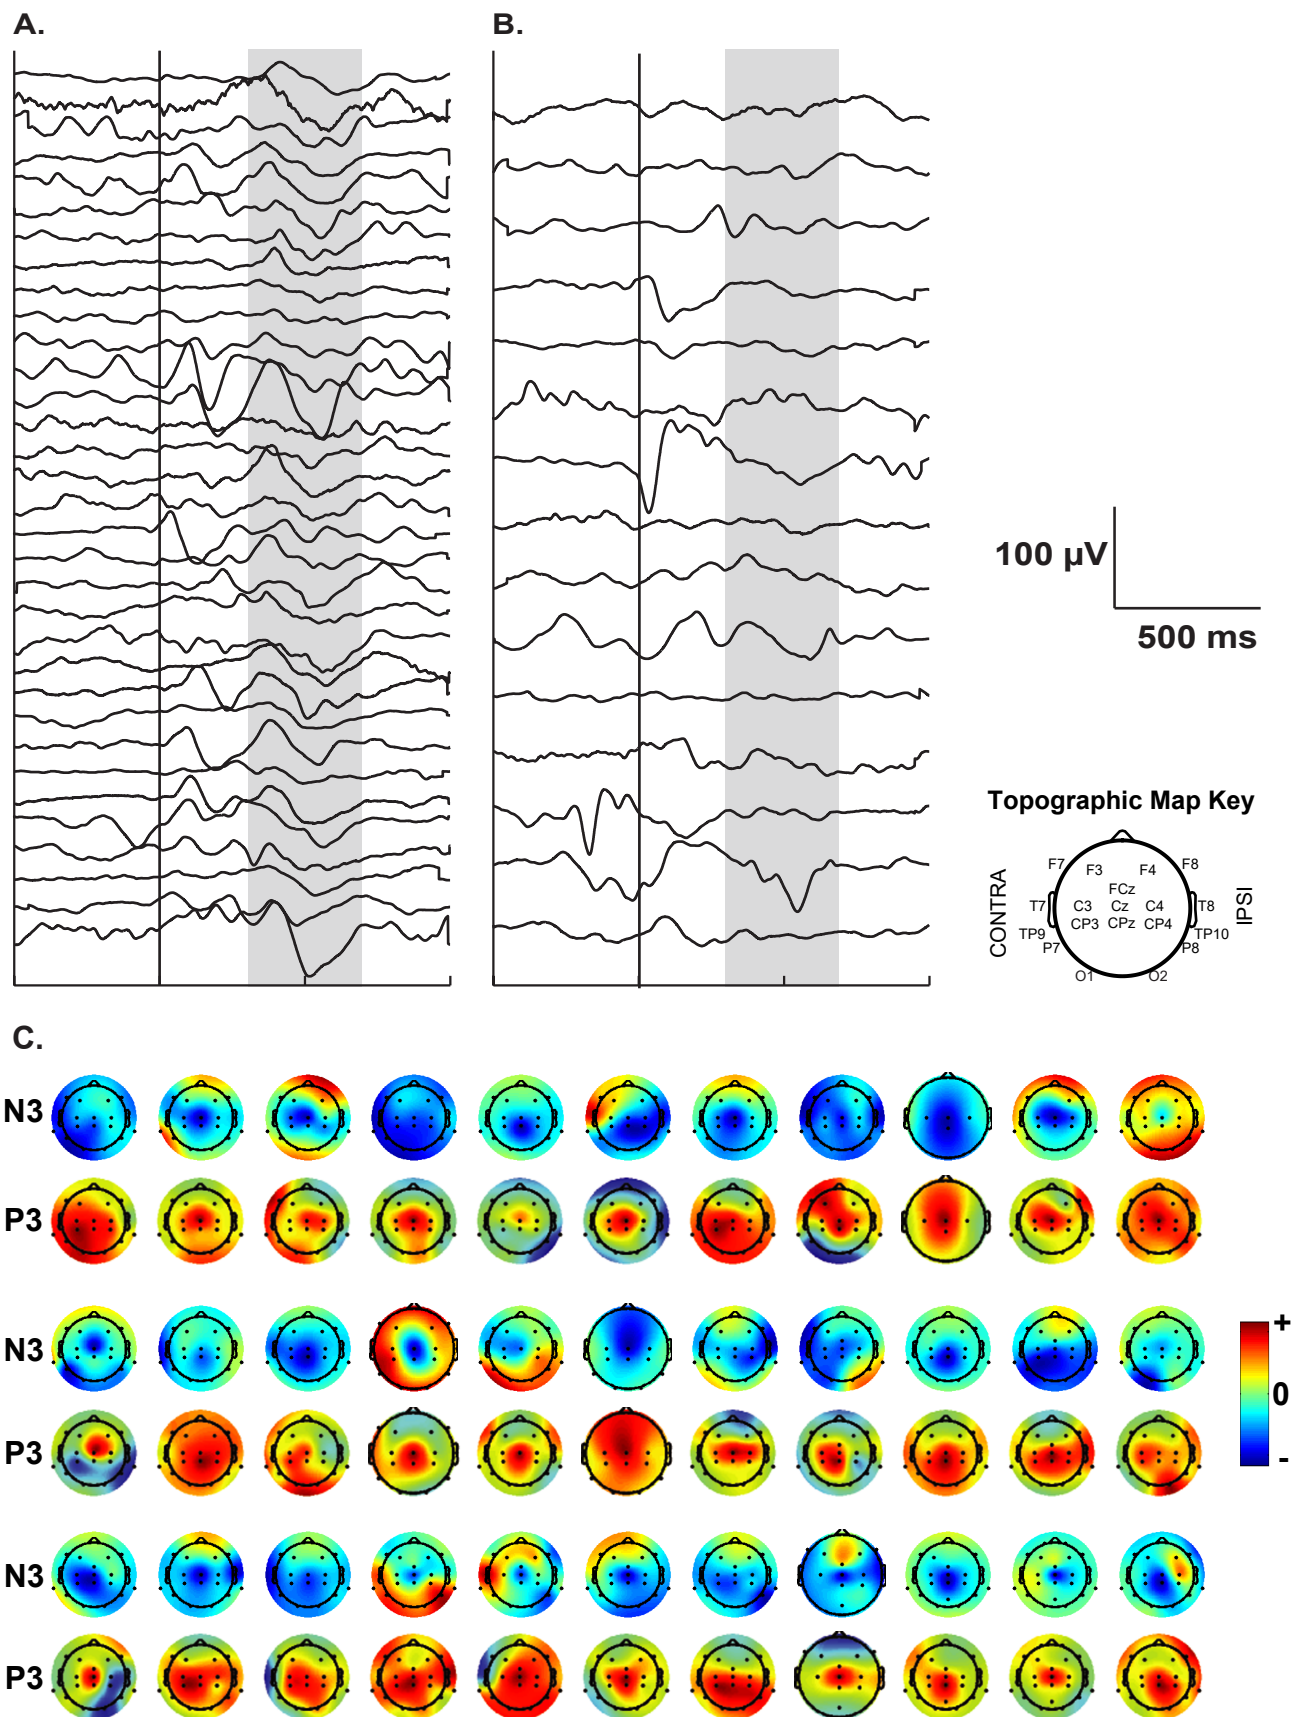 A.
B.
100 µV
500 ms
Topographic Map Key
CONTRA
IPSI
F7 F3 F4 F8
FCz
T7 C3 Cz C4 T8
CP3 CPz CP4
TP9 TP10
P7 P8
O1 O2
C.
N3
P3
N3
P3
N3
P3
+
0
-